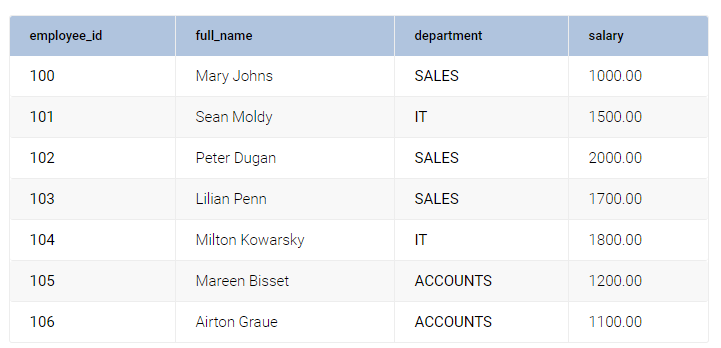 employee_id full_name department salary
100 Mary Johns SALES 1000.00
101 Sean Moldy IT 1500.00
102 Peter Dugan SALES 2000.00
103 Lilian Penn SALES 1700.00
104 Milton Kowarsky IT 1800.00
105 Mareen Bisset ACCOUNTS 1200.00
106 Airton Graue ACCOUNTS 1100.00